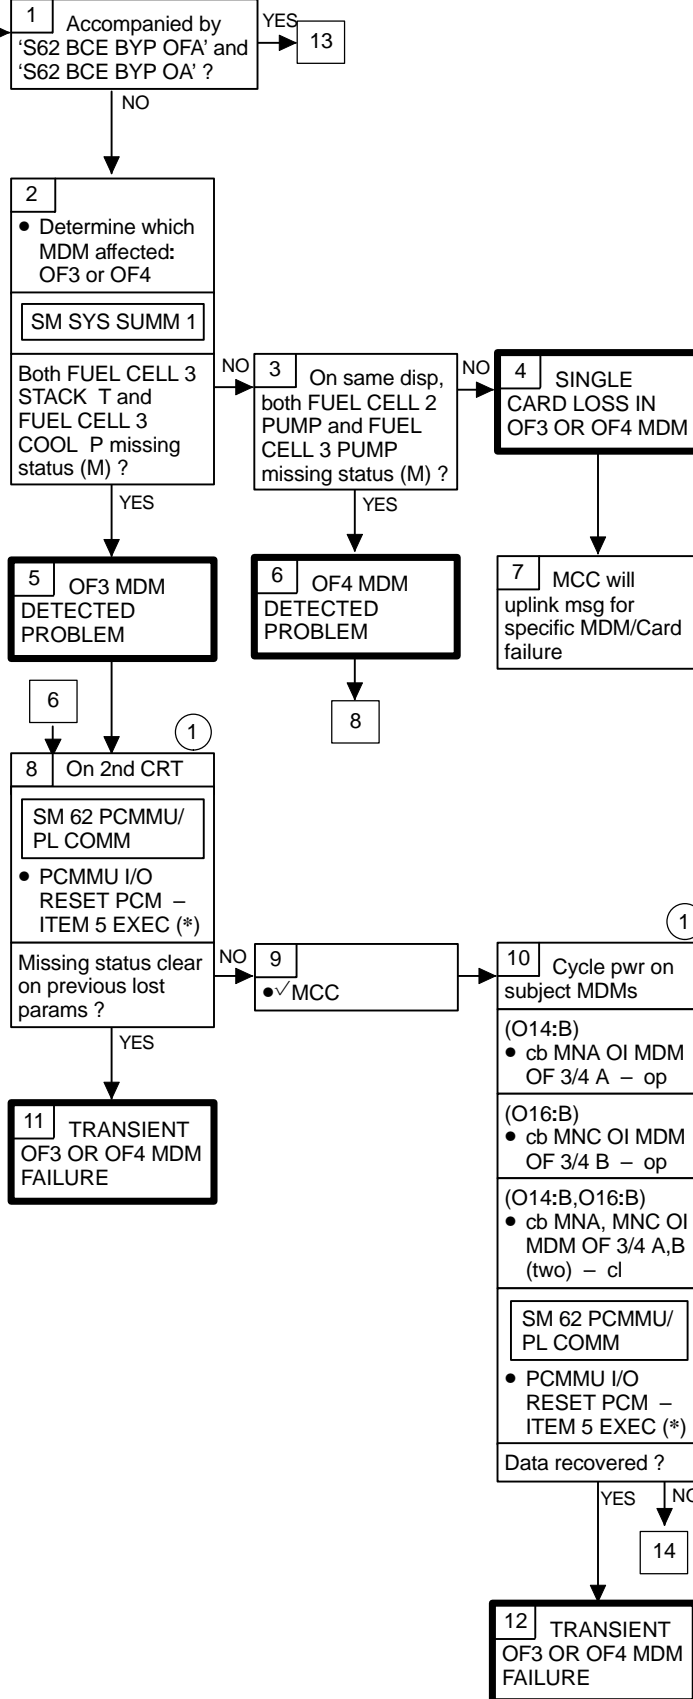 1 Accompanied by
‘S62 BCE BYP OFA’ and
‘S62 BCE BYP OA’ ?
YES
13
NO
2
• Determine which
MDM affected:
OF3 or OF4
SM SYS SUMM 1
Both FUEL CELL 3
STACK T and
FUEL CELL 3
COOL P missing
status (M) ?
NO
3 On same disp,
both FUEL CELL 2
PUMP and FUEL
CELL 3 PUMP
missing status (M) ?
NO
4 SINGLE
CARD LOSS IN
OF3 OR OF4 MDM
YES
YES
5 OF3 MDM
DETECTED
PROBLEM
6 OF4 MDM
DETECTED
PROBLEM
7 MCC will
uplink msg for
specific MDM/Card
failure
6
8
1
8 On 2nd CRT
SM 62 PCMMU/
PL COMM
• PCMMU I/O
RESET PCM –
ITEM 5 EXEC (*)
Missing status clear
on previous lost
params ?
NO
9
•√MCC
1
10 Cycle pwr on
subject MDMs
(O14:B)
• cb MNA OI MDM
OF 3/4 A – op
(O16:B)
• cb MNC OI MDM
OF 3/4 B – op
(O14:B,O16:B)
• cb MNA, MNC OI
MDM OF 3/4 A,B
(two) – cl
SM 62 PCMMU/
PL COMM
• PCMMU I/O
RESET PCM –
ITEM 5 EXEC (*)
Data recovered ?
YES
11 TRANSIENT
OF3 OR OF4 MDM
FAILURE
YES
NO
14
12 TRANSIENT
OF3 OR OF4 MDM
FAILURE